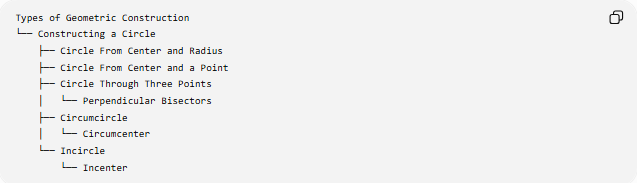 Types of Geometric Construction
└── Constructing a Circle
    ├── Circle From Center and Radius
    ├── Circle From Center and a Point
    ├── Circle Through Three Points
    │   └── Perpendicular Bisectors
    ├── Circumcircle
    │   └── Circumcenter
    └── Incircle
        └── Incenter